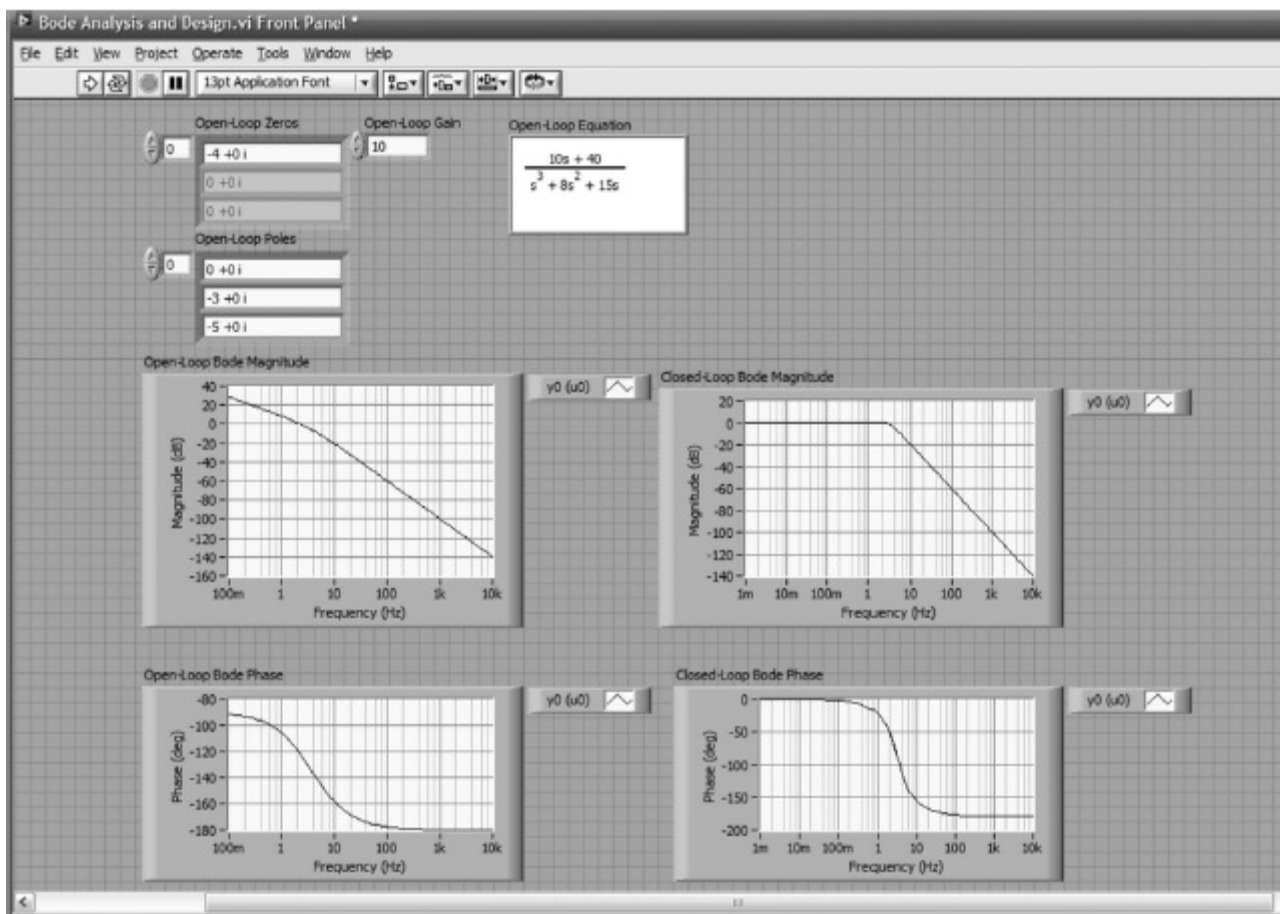 Bode Analysis and Design.vi Front Panel *
File Edit View Project Operate Tools Window Help
13pt Application Font
Open-Loop Zeros
0
-4 +0 i
0 +0 i
0 +0 i
Open-Loop Gain
10
Open-Loop Equation
10s + 40
s^3 + 8s^2 + 15s
Open-Loop Poles
0
0 +0 i
-3 +0 i
-5 +0 i
Open-Loop Bode Magnitude
y0 (u0)
Magnitude (dB)
40
20
0
-20
-40
-60
-80
-100
-120
-140
-160
100m 1 10 100 1k 10k
Frequency (Hz)
Closed-Loop Bode Magnitude
y0 (u0)
Magnitude (dB)
20
0
-20
-40
-60
-80
-100
-120
-140
1m 10m 100m 1 10 100 1k 10k
Frequency (Hz)
Open-Loop Bode Phase
y0 (u0)
Phase (deg)
-80
-100
-120
-140
-160
-180
100m 1 10 100 1k 10k
Frequency (Hz)
Closed-Loop Bode Phase
y0 (u0)
Phase (deg)
0
-50
-100
-150
-200
1m 10m 100m 1 10 100 1k 10k
Frequency (Hz)